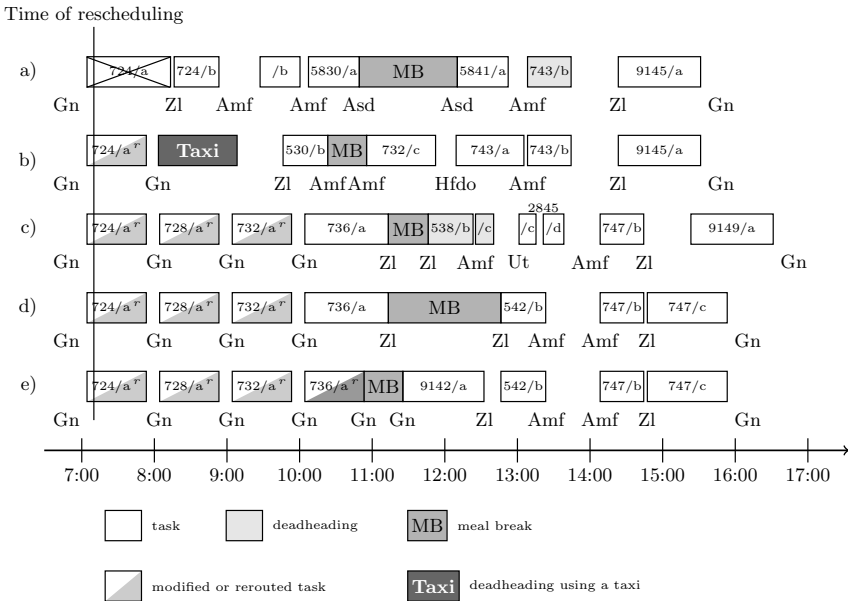 Time of rescheduling
a) 724/a 724/b /b 5830/a MB 5841/a 743/b 9145/a
Gn Zl Amf Amf Asd Asd Amf Zl Gn
b) 724/a r Taxi 530/b MB 732/c 743/a 743/b 9145/a
Gn Gn Zl Amf Amf Hfdo Amf Zl Gn
2845
c) 724/a r 728/a r 732/a r 736/a MB 538/b /c /c /d 747/b 9149/a
Gn Gn Gn Gn Zl Zl Amf Ut Amf Zl Gn
d) 724/a r 728/a r 732/a r 736/a MB 542/b 747/b 747/c
Gn Gn Gn Gn Zl Zl Amf Amf Zl Gn
e) 724/a r 728/a r 732/a r 736/a r MB 9142/a 542/b 747/b 747/c
Gn Gn Gn Gn Gn Gn Zl Amf Amf Zl Gn
7:00 8:00 9:00 10:00 11:00 12:00 13:00 14:00 15:00 16:00 17:00
task deadheading MB meal break
modified or rerouted task Taxi deadheading using a taxi